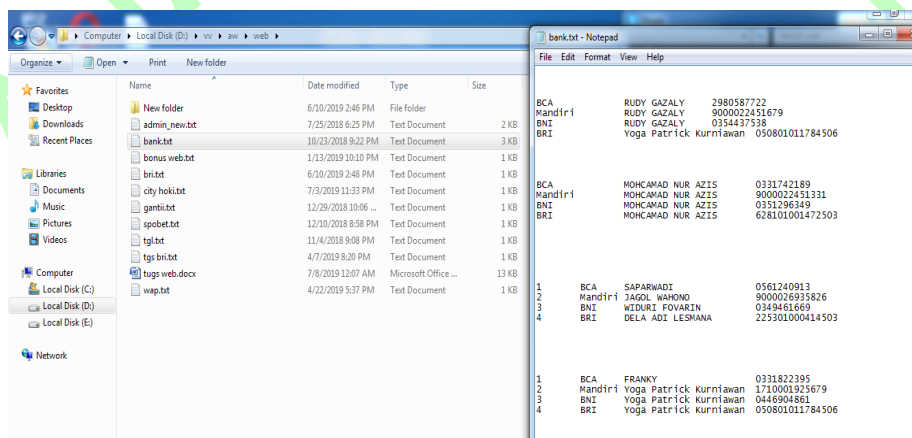 Computer ▸ Local Disk (D:) ▸ vv ▸ aw ▸ web ▸
Organize ▾ Open ▾ Print New folder
Favorites
Desktop
Downloads
Recent Places
Libraries
Documents
Music
Pictures
Videos
Computer
Local Disk (C:)
Local Disk (D:)
Local Disk (E:)
Network
Name Date modified Type Size
New folder 6/10/2019 2:46 PM File folder
admin_new.txt 7/25/2018 6:25 PM Text Document 2 KB
bank.txt 10/23/2018 9:22 PM Text Document 3 KB
bonus web.txt 1/13/2019 10:10 PM Text Document 1 KB
bri.txt 6/10/2019 2:48 PM Text Document 1 KB
city hoki.txt 7/3/2019 11:33 PM Text Document 1 KB
gantii.txt 12/29/2018 10:06 ... Text Document 1 KB
spobet.txt 12/10/2018 8:58 PM Text Document 1 KB
tgl.txt 11/4/2018 9:08 PM Text Document 1 KB
tgs bri.txt 4/7/2019 8:20 PM Text Document 1 KB
tugs web.docx 7/8/2019 12:07 AM Microsoft Office ... 13 KB
wap.txt 4/22/2019 5:37 PM Text Document 1 KB
bank.txt - Notepad
File Edit Format View Help
BCA RUDY GAZALY 2980587722
Mandiri RUDY GAZALY 9000022451679
BNI RUDY GAZALY 0354437538
BRI Yoga Patrick Kurniawan 050801011784506
BCA MOHCAMAD NUR AZIS 0331742189
Mandiri MOHCAMAD NUR AZIS 9000022451331
BNI MOHCAMAD NUR AZIS 0351296349
BRI MOHCAMAD NUR AZIS 628101001472503
1 BCA SAPARWADI 0561240913
2 Mandiri JAGOL WAHONO 9000026935826
3 BNI WIDURI FOVARIN 0349461669
4 BRI DELA ADI LESMANA 225301000414503
1 BCA FRANKY 0331822395
2 Mandiri Yoga Patrick Kurniawan 1710001925679
3 BNI Yoga Patrick Kurniawan 0446904861
4 BRI Yoga Patrick Kurniawan 050801011784506